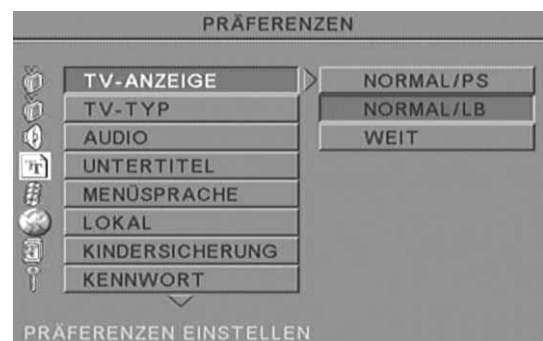 PRÄFERENZEN
TV-ANZEIGE
TV-TYP
AUDIO
UNTERTITEL
MENÜSPRACHE
LOKAL
KINDERSICHERUNG
KENNWORT
NORMAL/PS
NORMAL/LB
WEIT
PRÄFERENZEN EINSTELLEN